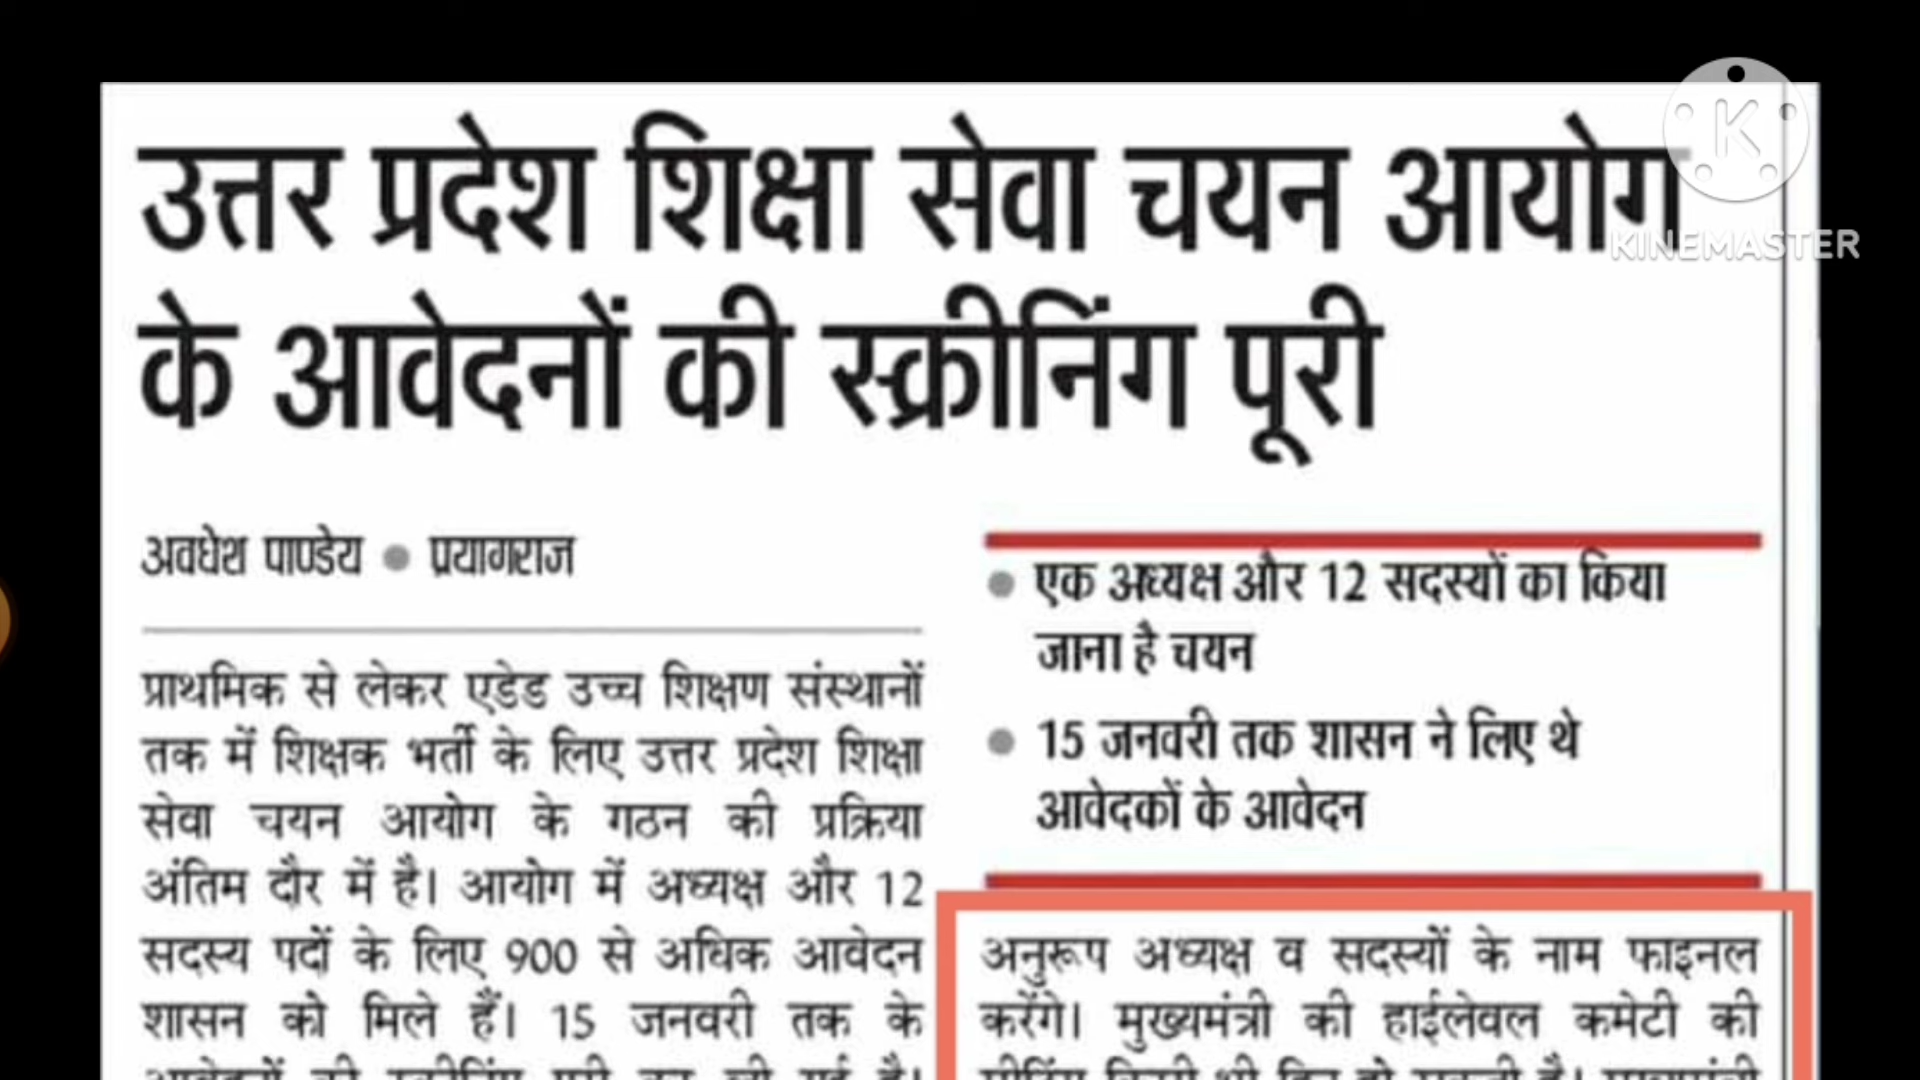 उत्तर प्रदेश शिक्षा सेवा चयन आयोग
के आवेदनों की स्क्रीनिंग पूरी
K
KINEMASTER
अवधेश पाण्डेय ● प्रयागराज
प्राथमिक से लेकर एडेड उच्च शिक्षण संस्थानों
तक में शिक्षक भर्ती के लिए उत्तर प्रदेश शिक्षा
सेवा चयन आयोग के गठन की प्रक्रिया
अंतिम दौर में है। आयोग में अध्यक्ष और 12
सदस्य पदों के लिए 900 से अधिक आवेदन
शासन को मिले हैं। 15 जनवरी तक के
● एक अध्यक्ष और 12 सदस्यों का किया
जाना है चयन
● 15 जनवरी तक शासन ने लिए थे
आवेदकों के आवेदन
अनुरूप अध्यक्ष व सदस्यों के नाम फाइनल
करेंगे। मुख्यमंत्री की हाईलेवल कमेटी की